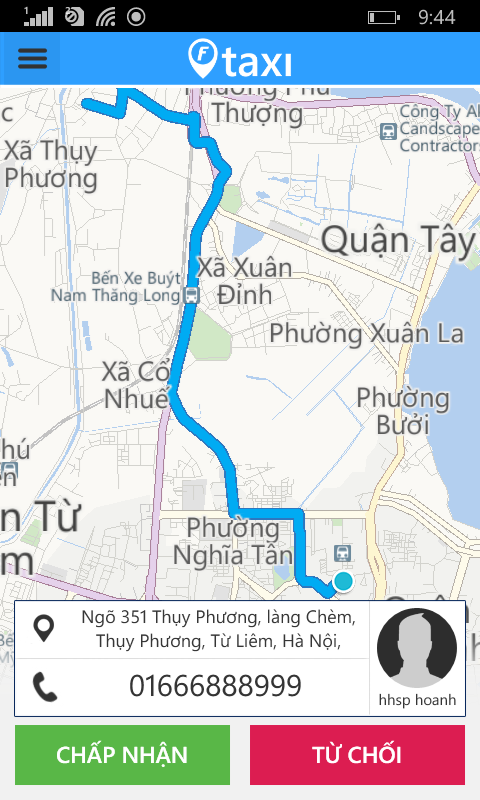 9:44
F taxi
Phường Phú
Thượng
c
Công Ty
Candscape
Contractors
Xã Thụy
Phương
Quận Tây
Xã Xuân
Đỉnh
Bến Xe Buýt
Nam Thăng Long
Phường Xuân La
Xã Cổ
Nhuế
Phường
Bưởi
hú
n Từ
Phường
Nghĩa Tân
êm
Ngõ 351 Thụy Phương, làng Chèm,
Thụy Phương, Từ Liêm, Hà Nội,
01666888999
hhsp hoanh
CHẤP NHẬN
TỪ CHỐI